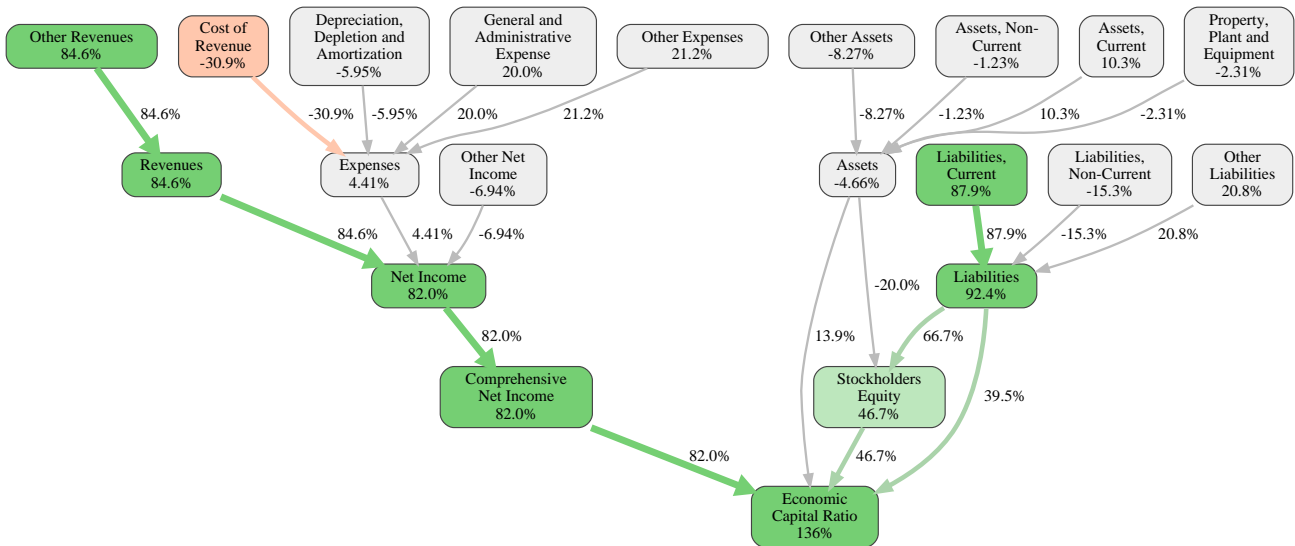 Other Revenues
84.6%
Cost of
Revenue
-30.9%
Depreciation,
Depletion and
Amortization
-5.95%
General and
Administrative
Expense
20.0%
Other Expenses
21.2%
Other Assets
-8.27%
Assets, Non-
Current
-1.23%
Assets,
Current
10.3%
Property,
Plant and
Equipment
-2.31%
84.6%
-30.9%
-5.95%
20.0%
21.2%
-8.27%
-1.23%
10.3%
-2.31%
Revenues
84.6%
Expenses
4.41%
Other Net
Income
-6.94%
Assets
-4.66%
Liabilities,
Current
87.9%
Liabilities,
Non-Current
-15.3%
Other
Liabilities
20.8%
84.6%
4.41%
-6.94%
87.9%
-15.3%
20.8%
Net Income
82.0%
-20.0%
Liabilities
92.4%
82.0%
13.9%
66.7%
Comprehensive
Net Income
82.0%
Stockholders
Equity
46.7%
39.5%
82.0%
46.7%
Economic
Capital Ratio
136%